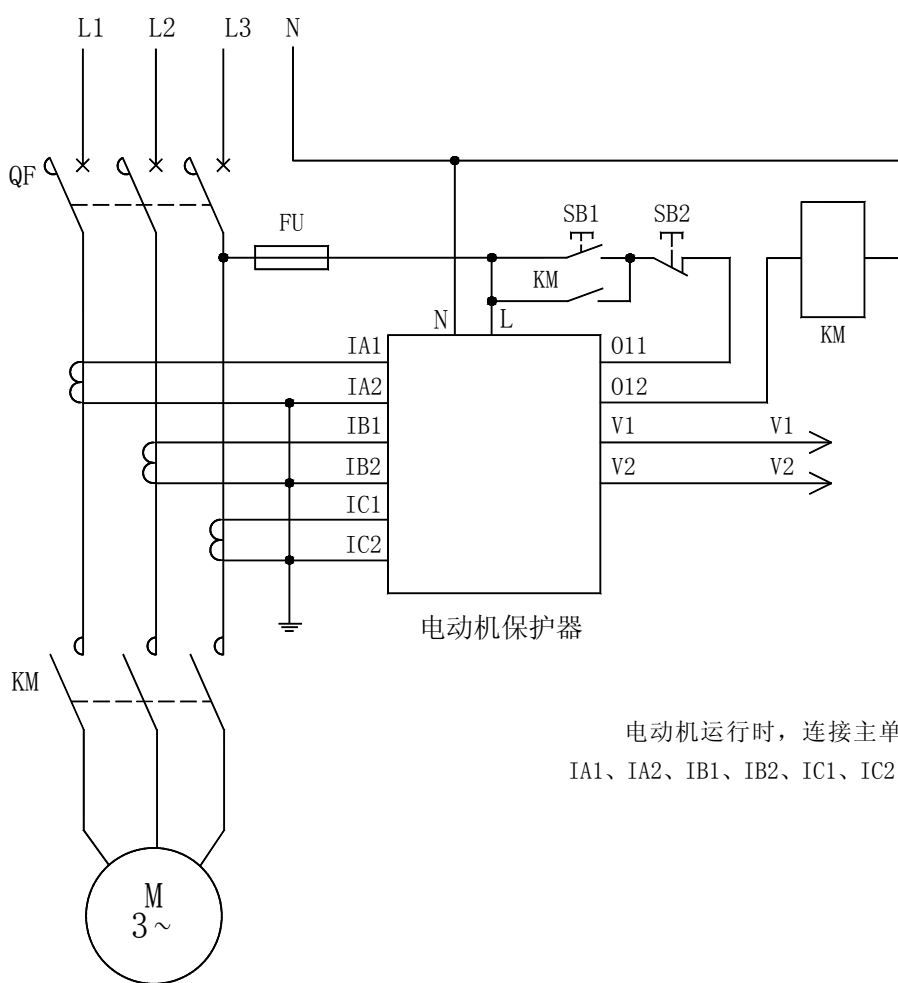 L1 L2 L3 N
QF
FU
SB1 SB2
KM
KM
N L
IA1
IA2
IB1
IB2
IC1
IC2
O11
O12
V1 V1
V2 V2
电动机保护器
KM
电动机运行时，连接主单
IA1、IA2、IB1、IB2、IC1、IC2
M
3~